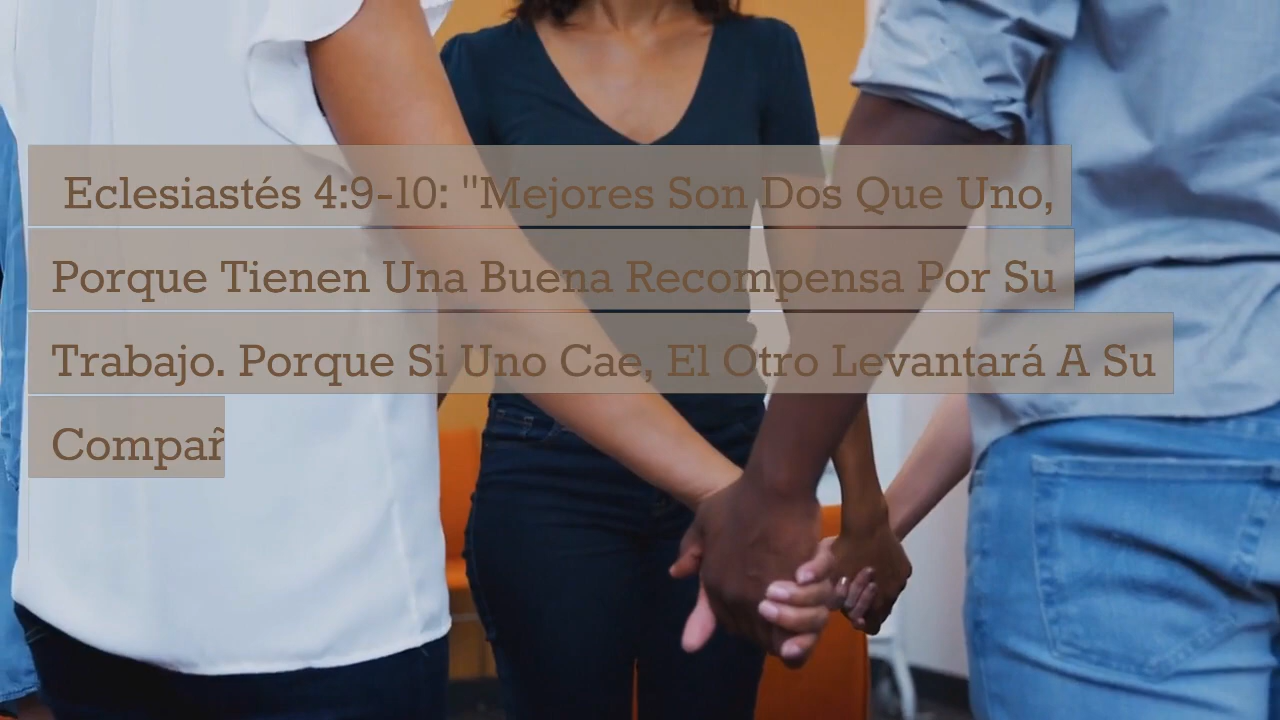 Eclesiastés 4:9-10: "Mejores Son Dos Que Uno,
Porque Tienen Una Buena Recompensa Por Su
Trabajo. Porque Si Uno Cae, El Otro Levantará A Su
Compañ